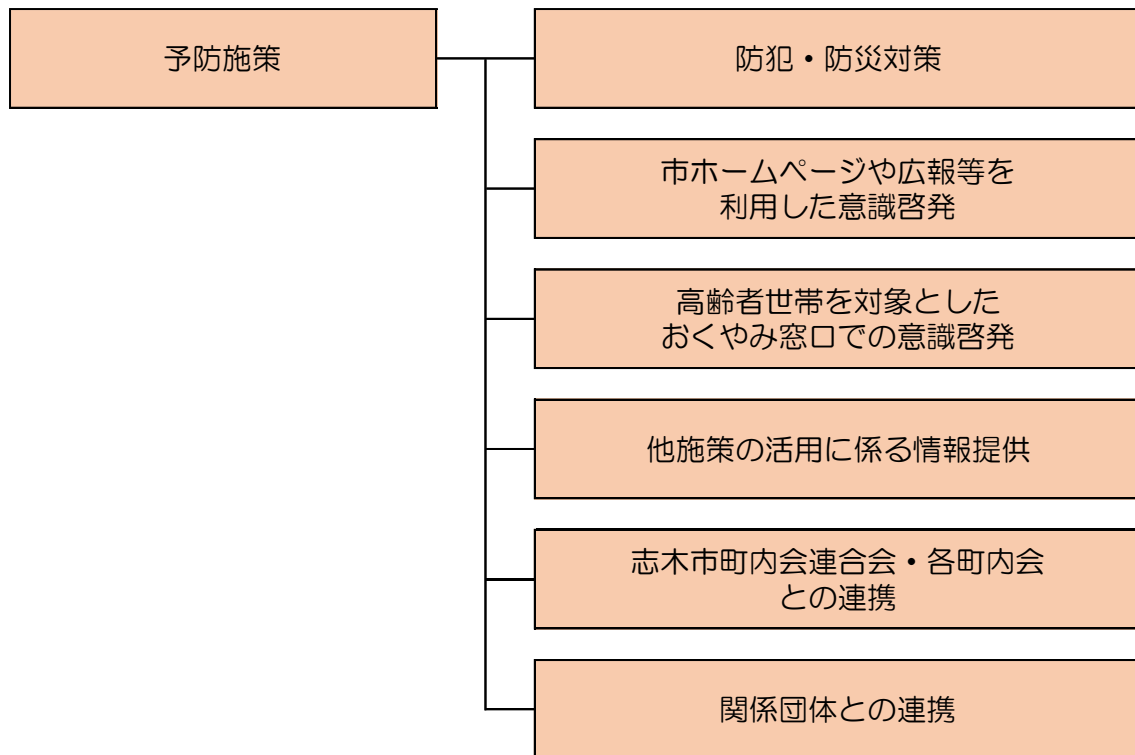 予防施策
防犯・防災対策
市ホームページや広報等を
利用した意識啓発
高齢者世帯を対象とした
おくやみ窓口での意識啓発
他施策の活用に係る情報提供
志木市町内会連合会・各町内会
との連携
関係団体との連携